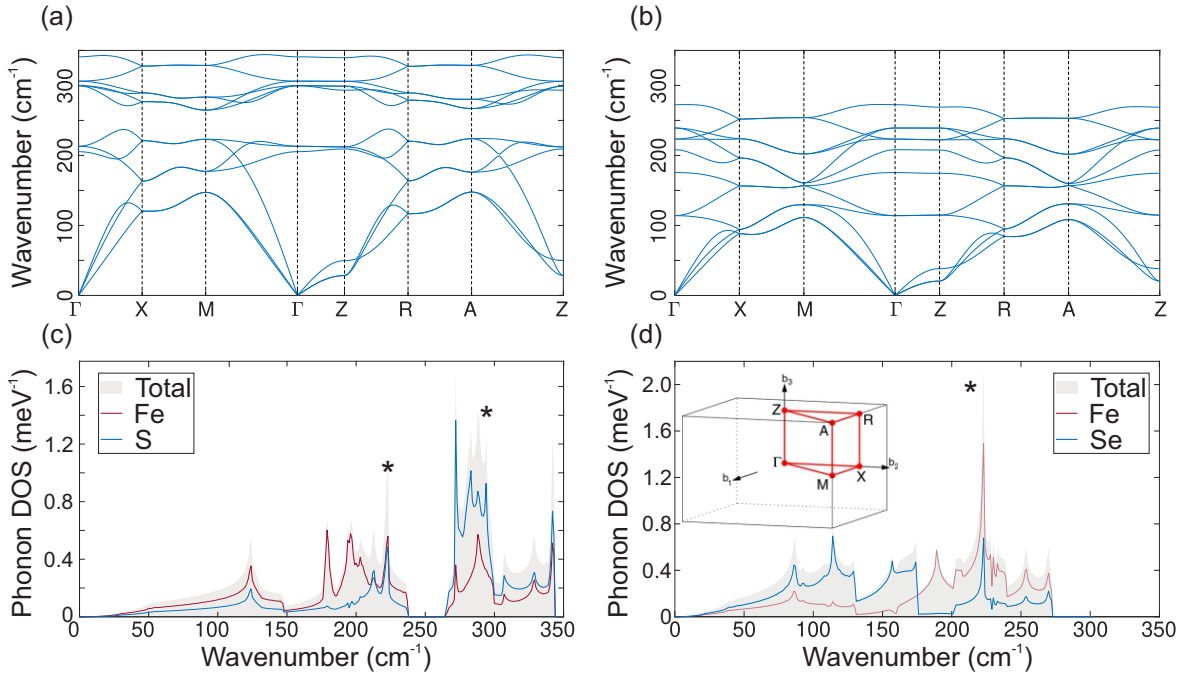 (a)
Wavenumber (cm⁻¹)
300
200
100
0
Γ X M Γ Z R A Z
(b)
Wavenumber (cm⁻¹)
300
200
100
0
Γ X M Γ Z R A Z
(c)
Phonon DOS (meV⁻¹)
1.6
1.2
0.8
0.4
0
Total
Fe
S
*
*
0 50 100 150 200 250 300 350
Wavenumber (cm⁻¹)
(d)
Phonon DOS (meV⁻¹)
2.0
1.6
1.2
0.8
0.4
0
b₃
Z
R
A
Γ
b₂
X
b₁
M
*
Total
Fe
Se
0 50 100 150 200 250 300 350
Wavenumber (cm⁻¹)